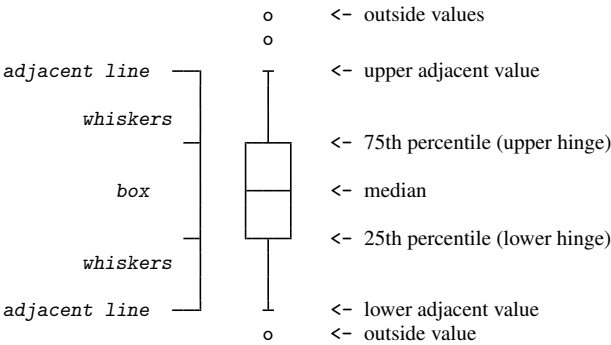 o <- outside values
o
adjacent line <- upper adjacent value
whiskers
<- 75th percentile (upper hinge)
box <- median
<- 25th percentile (lower hinge)
whiskers
adjacent line <- lower adjacent value
o <- outside value